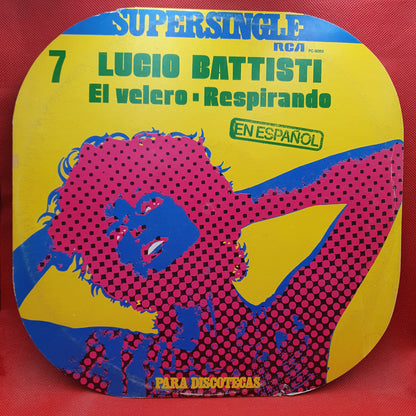 SUPERSINGLE
RCA
7 LUCIO BATTISTI
El velero · Respirando
EN ESPAÑOL
PARA DISCOTECAS